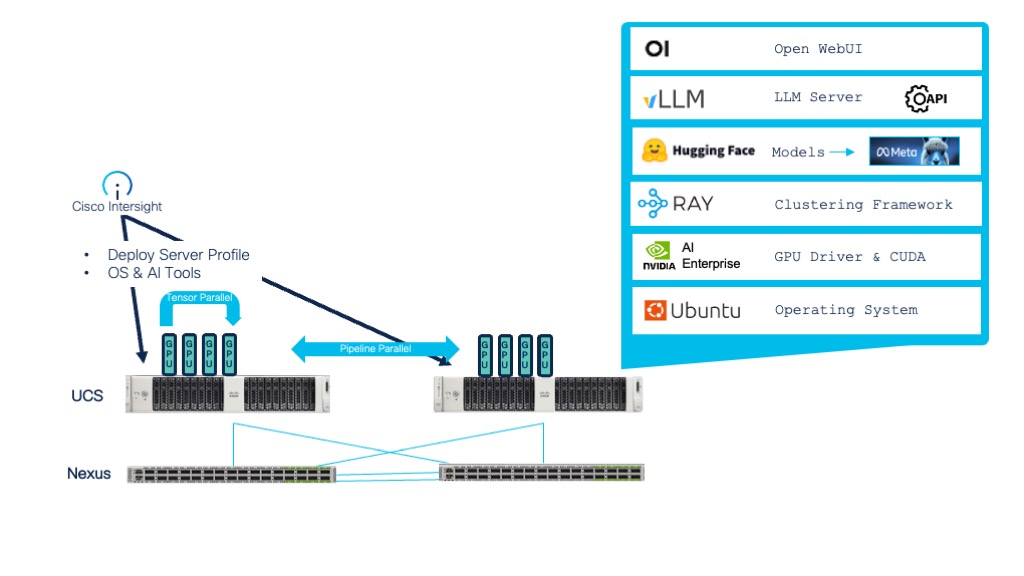 OI Open WebUI
vLLM LLM Server API
Hugging Face Models Meta
RAY Clustering Framework
NVIDIA AI Enterprise GPU Driver & CUDA
Ubuntu Operating System
Cisco Intersight
• Deploy Server Profile
• OS & AI Tools
Tensor Parallel
Pipeline Parallel
GPU GPU GPU GPU
GPU GPU GPU GPU
UCS
Nexus